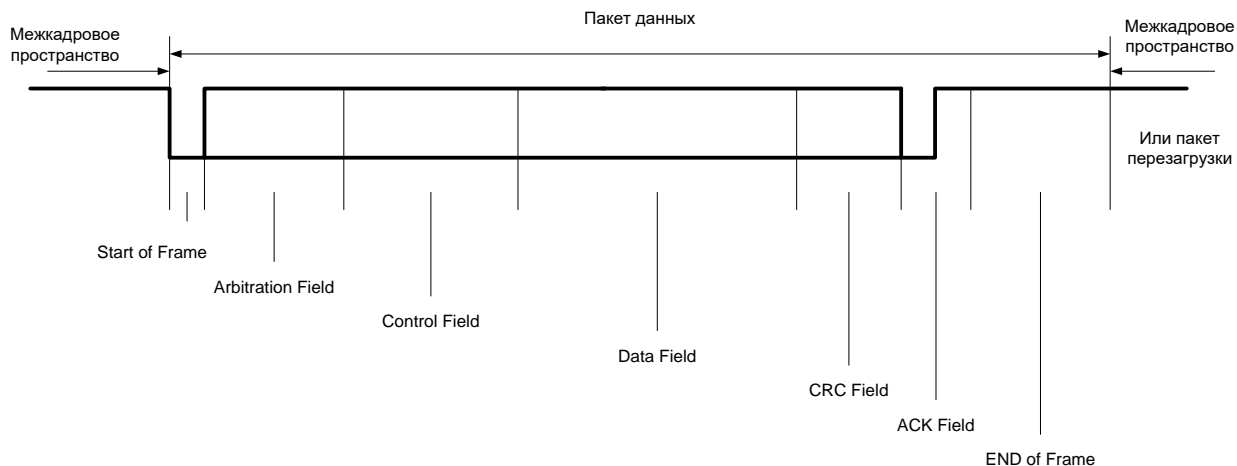 Пакет данных
Межкадровое
пространство
Межкадровое
пространство
Или пакет
перезагрузки
Start of Frame
Arbitration Field
Control Field
Data Field
CRC Field
ACK Field
END of Frame